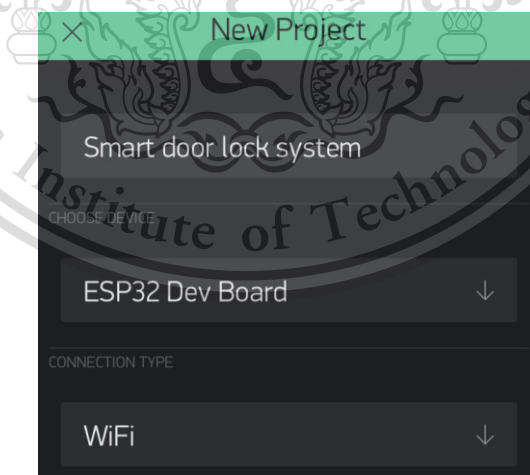 New Project
Smart door lock system
CHOOSE DEVICE
Institute of Technolo
ESP32 Dev Board
CONNECTION TYPE
WiFi